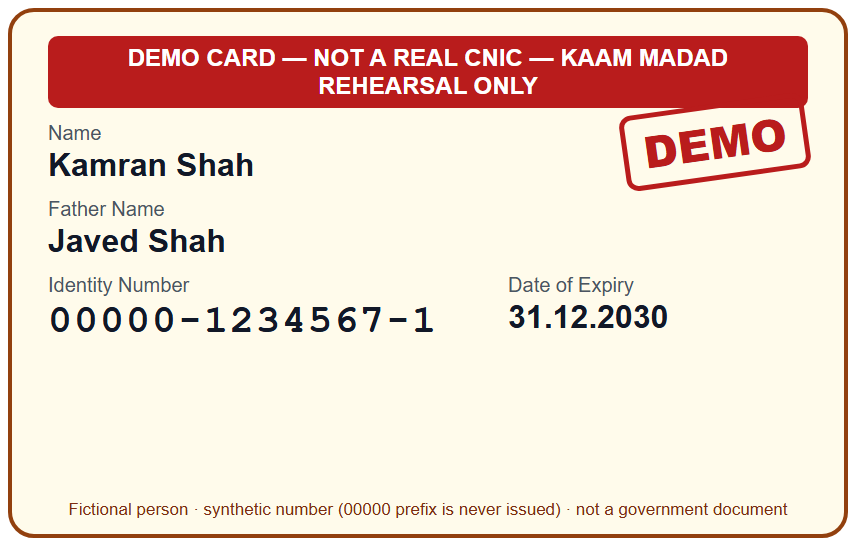 DEMO CARD — NOT A REAL CNIC — KAAM MADAD
REHEARSAL ONLY
DEMO
Name
Kamran Shah
Father Name
Javed Shah
Identity Number
00000-1234567-1
Date of Expiry
31.12.2030
Fictional person · synthetic number (00000 prefix is never issued) · not a government document